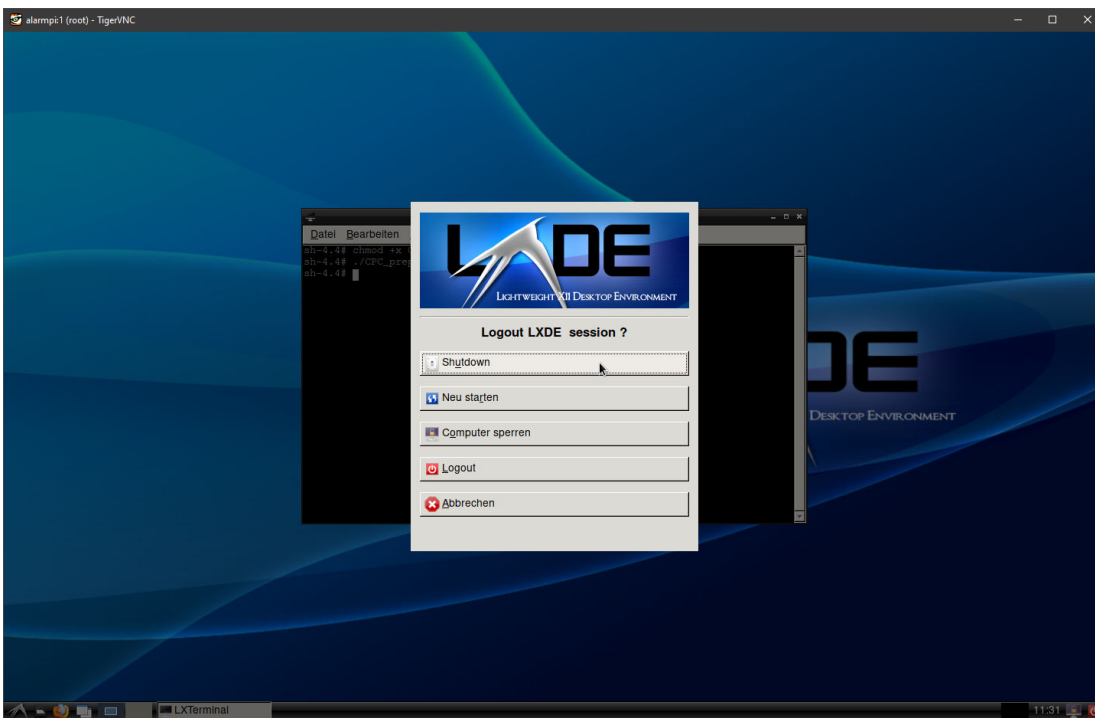 alarmpi:1 (root) - TigerVNC
Datei Bearbeiten
sh-4.4# chmod +x
sh-4.4# ./CPC_prep
sh-4.4#
LXDE
LIGHTWEIGHT X11 DESKTOP ENVIRONMENT
Logout LXDE session ?
Shutdown
Neu starten
Computer sperren
Logout
Abbrechen
DE
DESKTOP ENVIRONMENT
LXTerminal
11:31